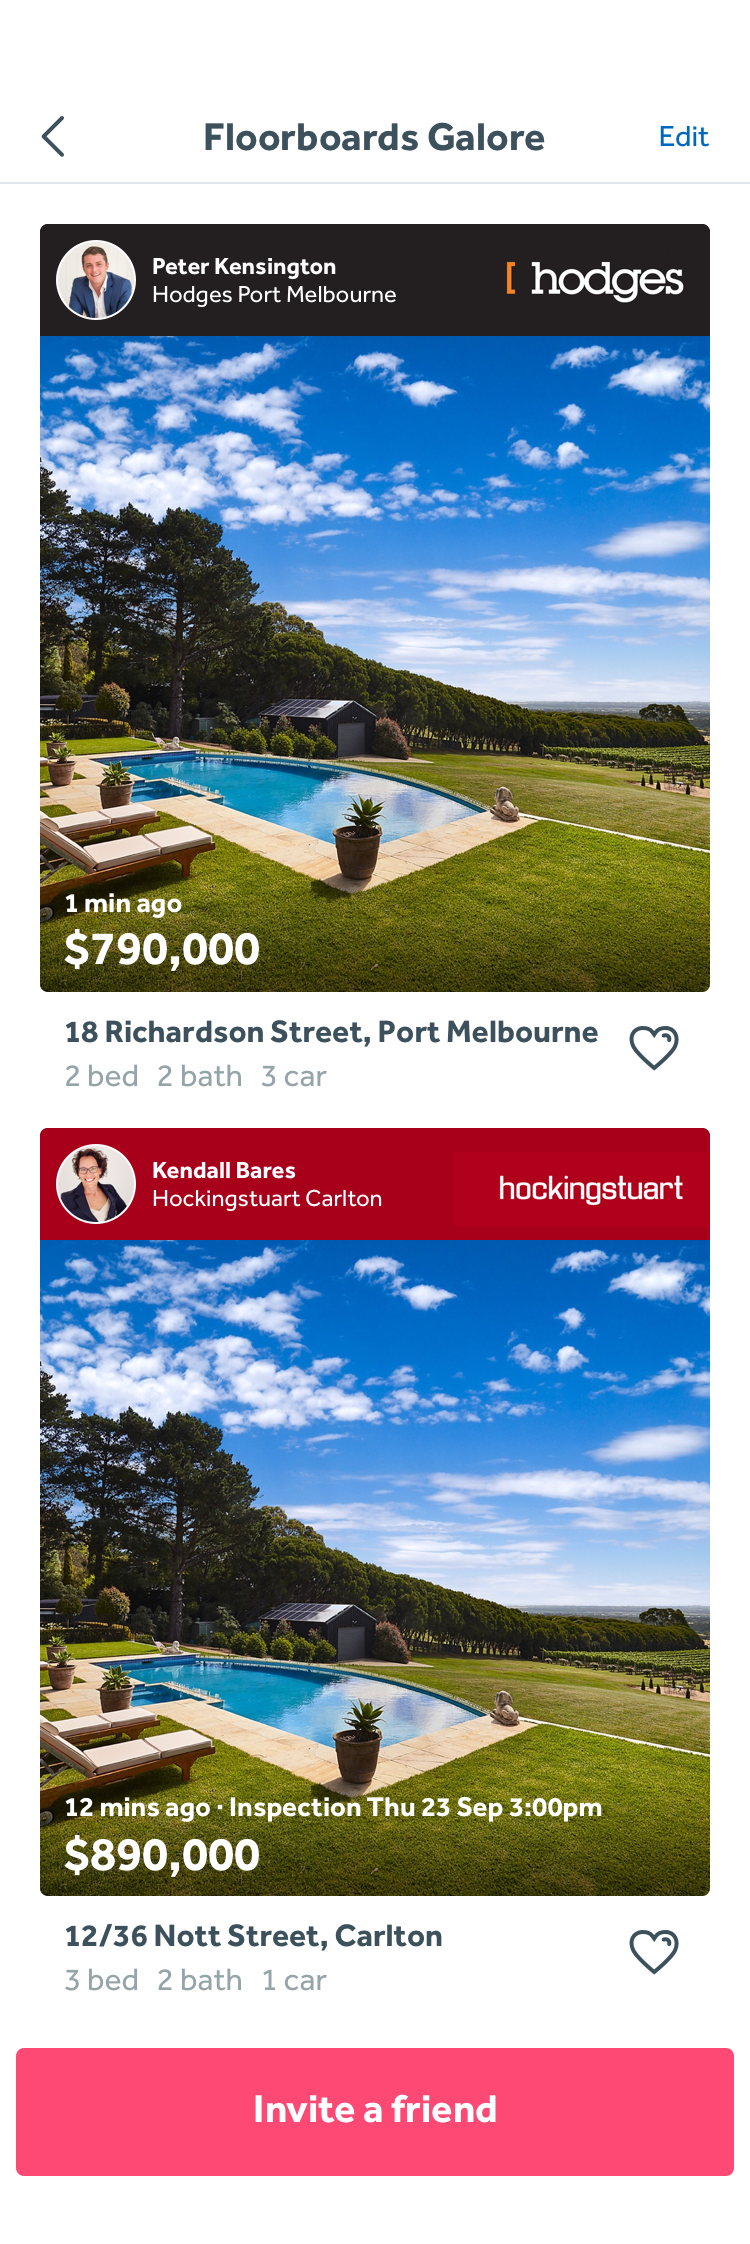 Floorboards Galore
Edit
Peter Kensington
Hodges Port Melbourne
hodges
1 min ago
$790,000
18 Richardson Street, Port Melbourne
2 bed 2 bath 3 car
Kendall Bares
Hockingstuart Carlton
hockingstuart
12 mins ago · Inspection Thu 23 Sep 3:00pm
$890,000
12/36 Nott Street, Carlton
3 bed 2 bath 1 car
Invite a friend